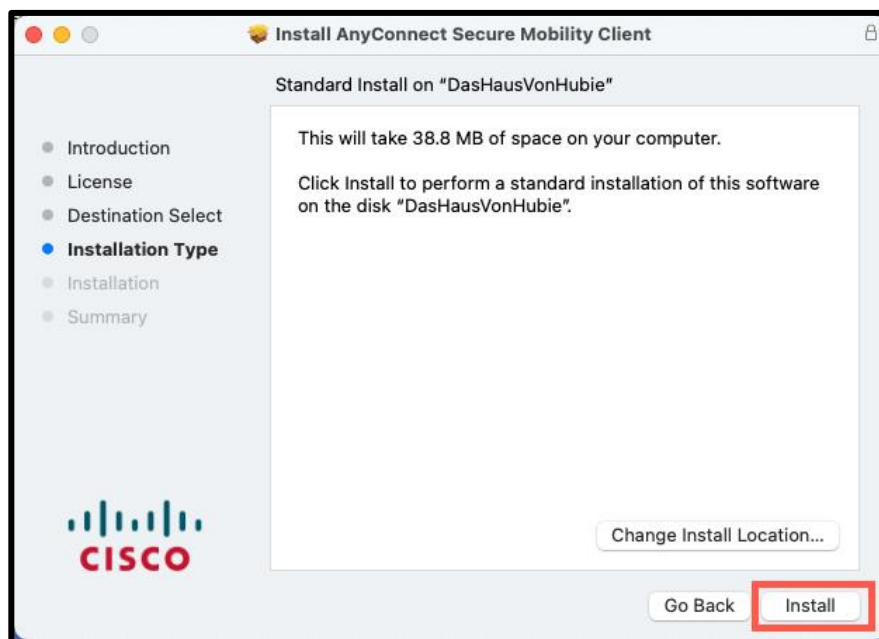 Install AnyConnect Secure Mobility Client
Standard Install on “DasHausVonHubie”
Introduction
License
Destination Select
Installation Type
Installation
Summary
This will take 38.8 MB of space on your computer.
Click Install to perform a standard installation of this software
on the disk “DasHausVonHubie”.
CISCO
Change Install Location...
Go Back
Install